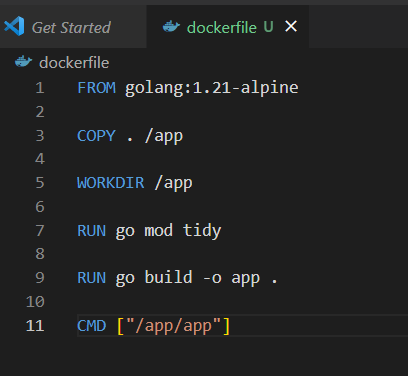 Get Started dockerfile U ×
dockerfile
1 FROM golang:1.21-alpine
2
3 COPY . /app
4
5 WORKDIR /app
6
7 RUN go mod tidy
8
9 RUN go build -o app .
10
11 CMD ["/app/app"]